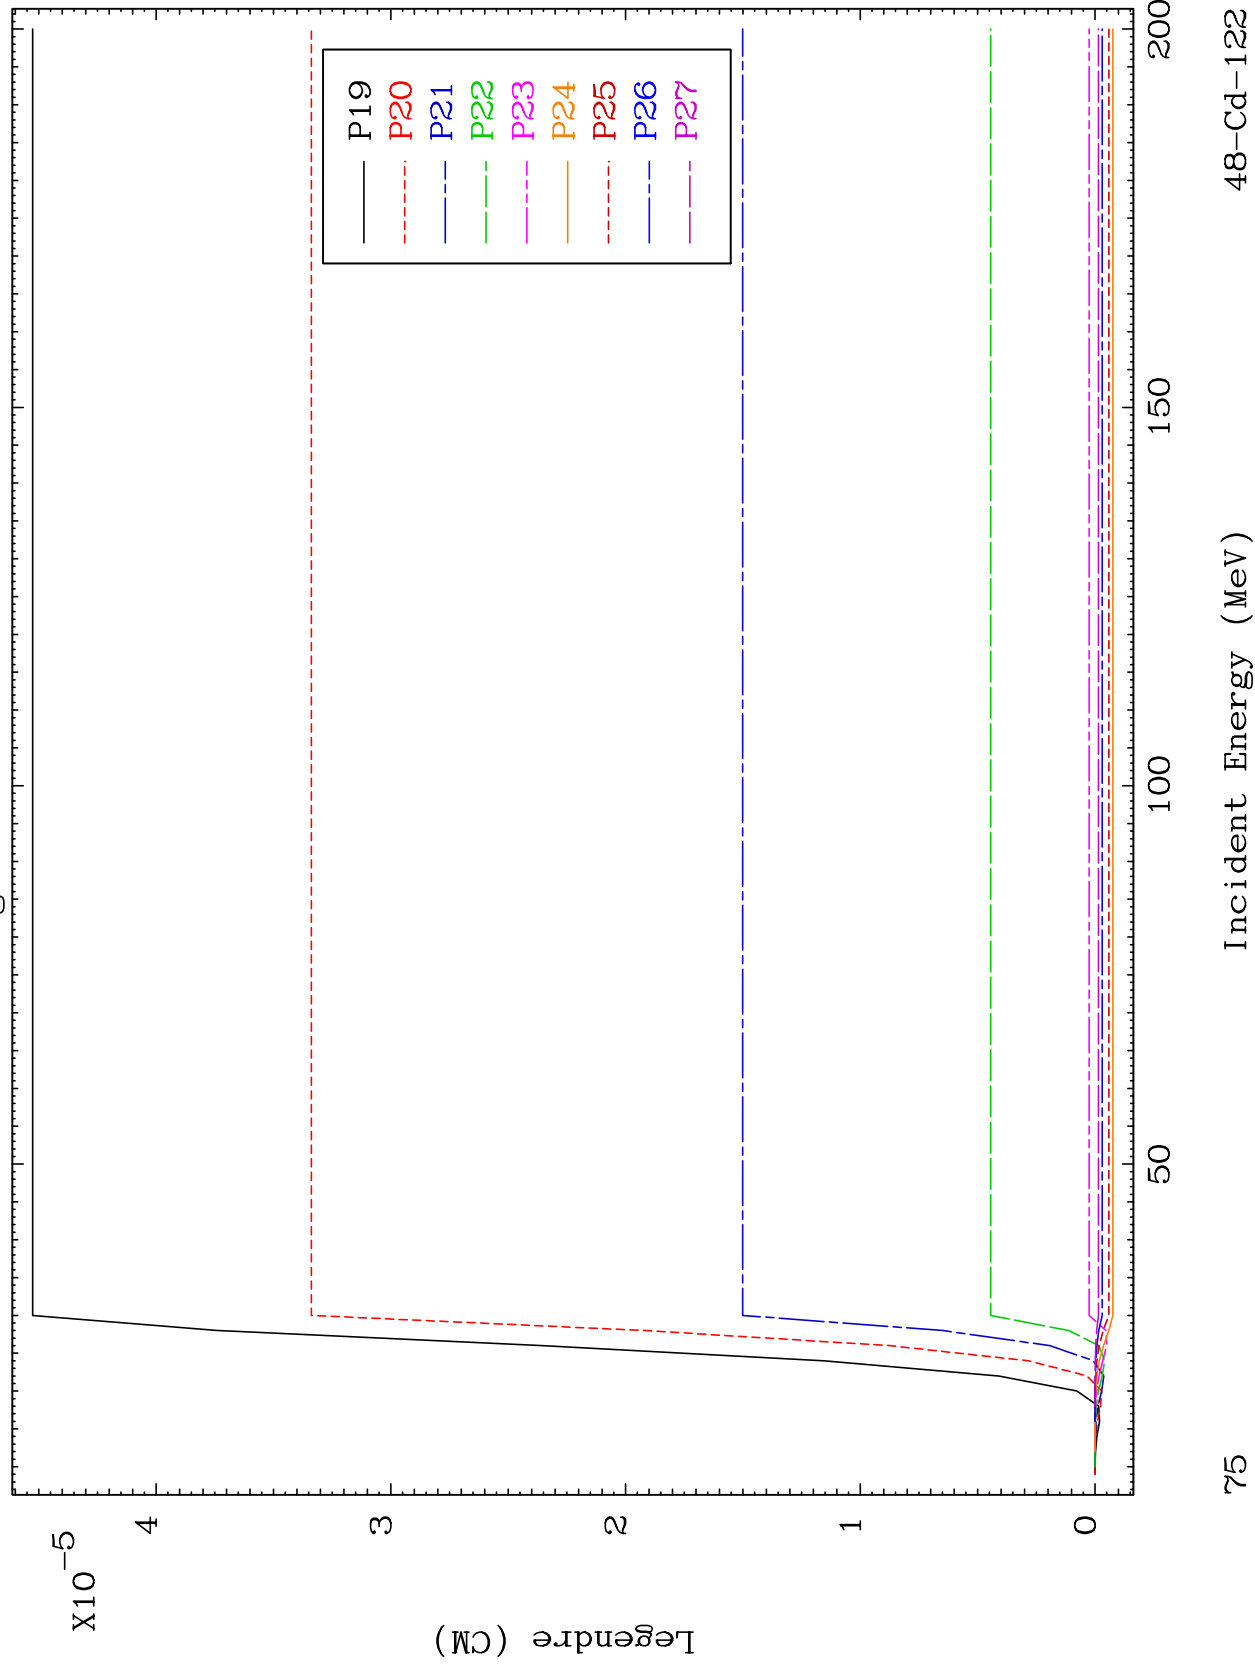 X10-5
Legendre (CM)
4
3
2
1
0
50
100
150
200
Incident Energy (MeV)
75
48-Cd-122
P19
P20
P21
P22
P23
P24
P25
P26
P27